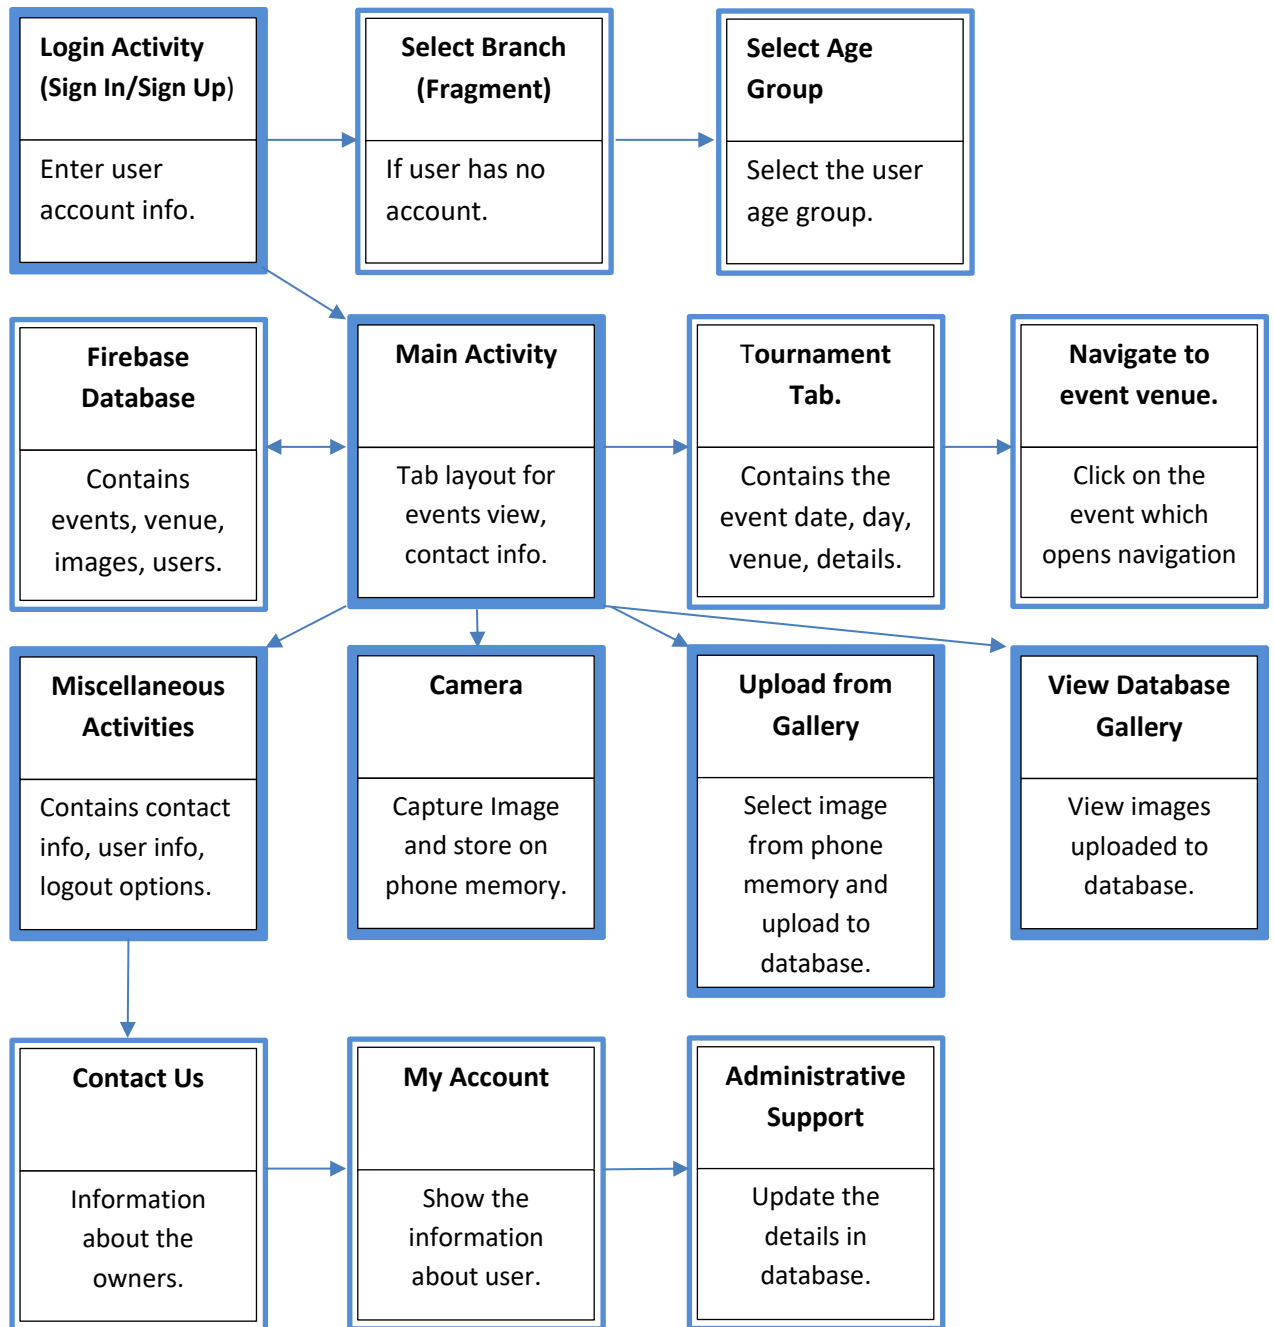 Login Activity
(Sign In/Sign Up)
Enter user
account info.
Select Branch
(Fragment)
If user has no
account.
Select Age
Group
Select the user
age group.
Firebase
Database
Contains
events, venue,
images, users.
Main Activity
Tab layout for
events view,
contact info.
Tournament
Tab.
Contains the
event date, day,
venue, details.
Navigate to
event venue.
Click on the
event which
opens navigation
Miscellaneous
Activities
Contains contact
info, user info,
logout options.
Camera
Capture Image
and store on
phone memory.
Upload from
Gallery
Select image
from phone
memory and
upload to
database.
View Database
Gallery
View images
uploaded to
database.
Contact Us
Information
about the
owners.
My Account
Show the
information
about user.
Administrative
Support
Update the
details in
database.